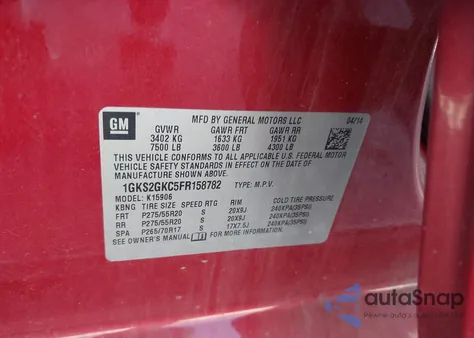 GM
MFD BY GENERAL MOTORS LLC 04/14
GVWR GAWR FRT GAWR RR
3402 KG 1633 KG 1951 KG
7500 LB 3600 LB 4300 LB
THIS VEHICLE CONFORMS TO ALL APPLICABLE U.S. FEDERAL MOTOR
VEHICLE SAFETY STANDARDS IN
EFFECT ON THE DATE OF MANUFACTURE SHOWN ABOVE.
1GKS2GKC5FR158782 TYPE: M.P.V.
MODEL: K15906
KBNG TIRE SIZE SPEED RTG RIM COLD TIRE PRESSURE
FRT P275/55R20 S 20X9J 240KPA(35PSI)
RR P275/55R20 S 20X9J 240KPA(35PSI)
SPA P265/70R17 S 17X7.5J 240KPA(35PSI)
SEE OWNER'S MANUAL FOR MORE INFORMATION.
autoSnap